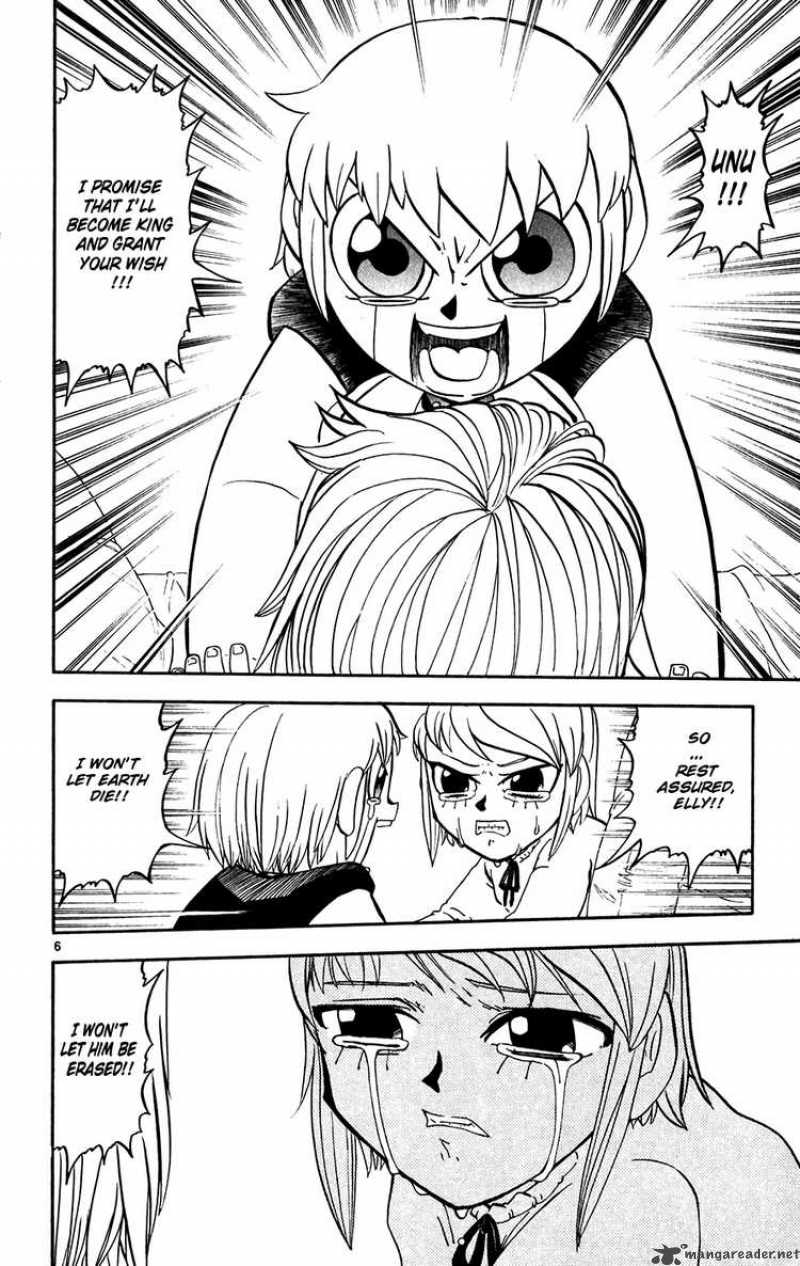 UNU
!!!
I PROMISE
THAT I'LL
BECOME KING
AND GRANT
YOUR WISH
!!!
SO
...
REST
ASSURED,
ELLY!!
I WON'T
LET EARTH
DIE!!
6
I WON'T
LET HIM BE
ERASED!!
mangareader.net